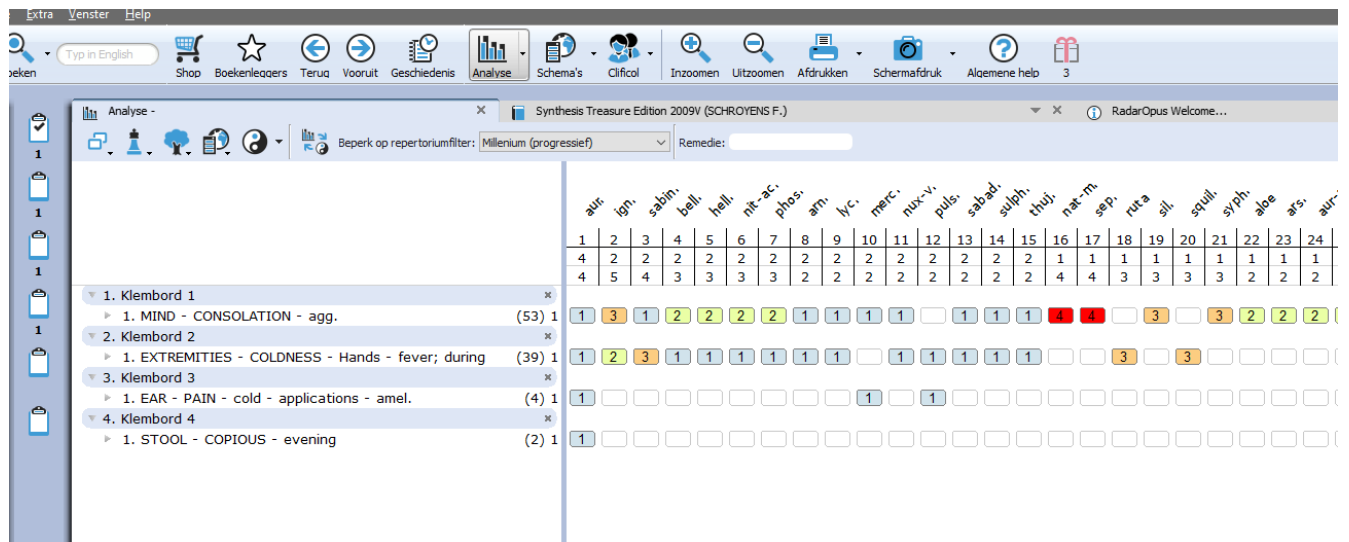 Extra Venster Help
Typ in English
oeken Shop Boekenleggers Terug Vooruit Geschiedenis Analyse Schema's Clificol Inzoomen Uitzoomen Afdrukken Schermafdruk Algemene help 3
Analyse - Synthesis Treasure Edition 2009V (SCHROYENS F.) RadarOpus Welcome...
Beperk op repertoriumfilter: Millenium (progressief) Remedie:
1
1
1
1
aur. ign. sabin. bell. hell. nit-ac. phos. arn. lyc. merc. nux-v. puls. sabad. sulph. thuj. nat-m. sep. ruta sil. squil. syph. aloe ars. aur-
1 2 3 4 5 6 7 8 9 10 11 12 13 14 15 16 17 18 19 20 21 22 23 24
4 2 2 2 2 2 2 2 2 2 2 2 2 2 2 1 1 1 1 1 1 1 1 1
4 5 4 3 3 3 3 2 2 2 2 2 2 2 2 4 4 3 3 3 3 2 2 2
1. Klembord 1
1. MIND - CONSOLATION - agg. (53) 1 1 3 1 2 2 2 2 1 1 1 1 1 1 1 4 4 3 3 2 2 2
2. Klembord 2
1. EXTREMITIES - COLDNESS - Hands - fever; during (39) 1 1 2 3 1 1 1 1 1 1 1 1 1 1 1 3 3
3. Klembord 3
1. EAR - PAIN - cold - applications - amel. (4) 1 1 1 1
4. Klembord 4
1. STOOL - COPIOUS - evening (2) 1 1